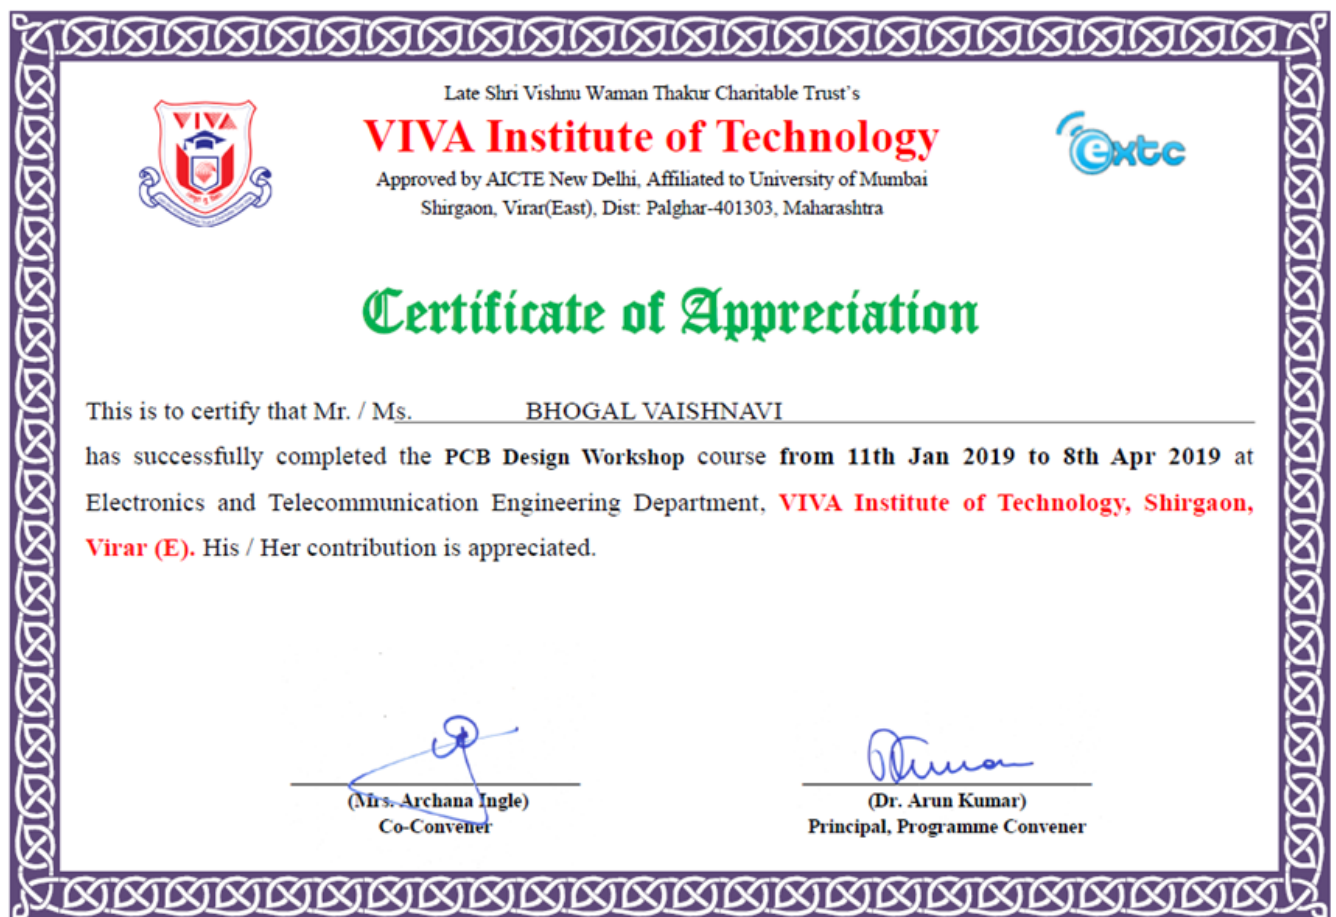 Late Shri Vishnu Waman Thakur Charitable Trust's
VIVA Institute of Technology
Approved by AICTE New Delhi, Affiliated to University of Mumbai
Shirgaon, Virar(East), Dist: Palghar-401303, Maharashtra
VIVA
extc
Certificate of Appreciation
This is to certify that Mr. / Ms. BHOGAL VAISHNAVI
has successfully completed the PCB Design Workshop course from 11th Jan 2019 to 8th Apr 2019 at
Electronics and Telecommunication Engineering Department, VIVA Institute of Technology, Shirgaon,
Virar (E). His / Her contribution is appreciated.
(Mrs. Archana Ingle)
Co-Convener
(Dr. Arun Kumar)
Principal, Programme Convener